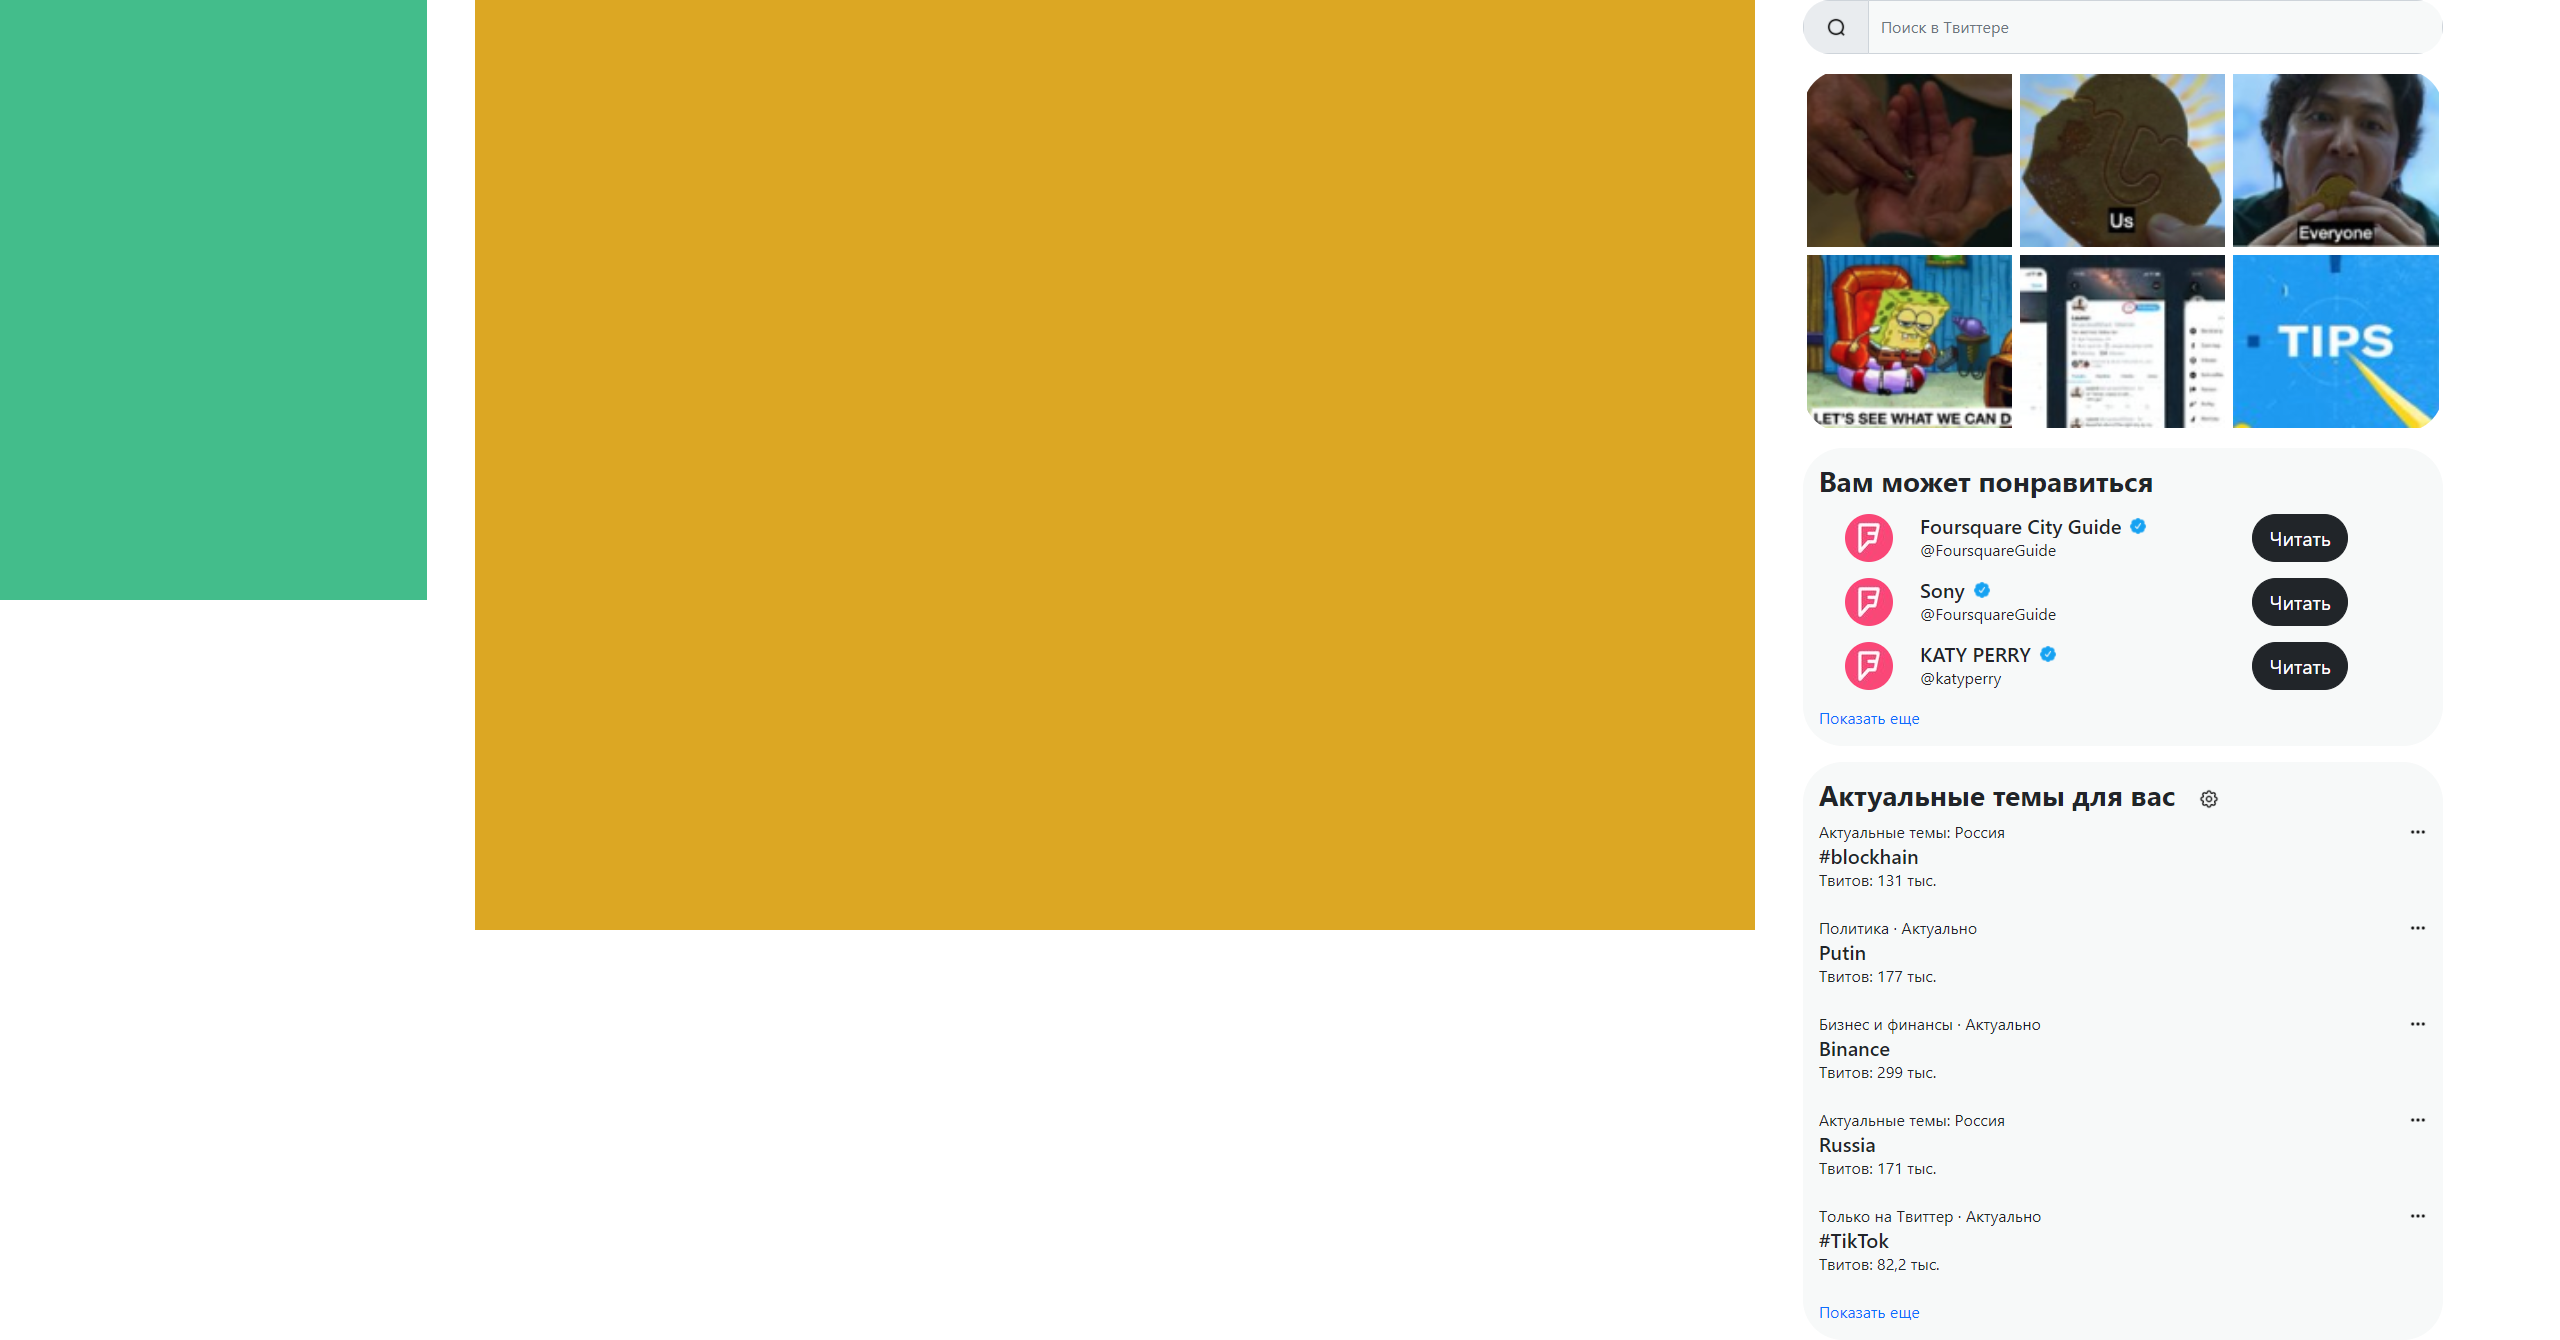 Поиск в Твиттере
Us
Everyone
LET'S SEE WHAT WE CAN D
TIPS
Вам может понравиться
Foursquare City Guide
@FoursquareGuide
Читать
Sony
@FoursquareGuide
Читать
KATY PERRY
@katyperry
Читать
Показать еще
Актуальные темы для вас
Актуальные темы: Россия
#blockhain
Твитов: 131 тыс.
Политика · Актуально
Putin
Твитов: 177 тыс.
Бизнес и финансы · Актуально
Binance
Твитов: 299 тыс.
Актуальные темы: Россия
Russia
Твитов: 171 тыс.
Только на Твиттер · Актуально
#TikTok
Твитов: 82,2 тыс.
Показать еще